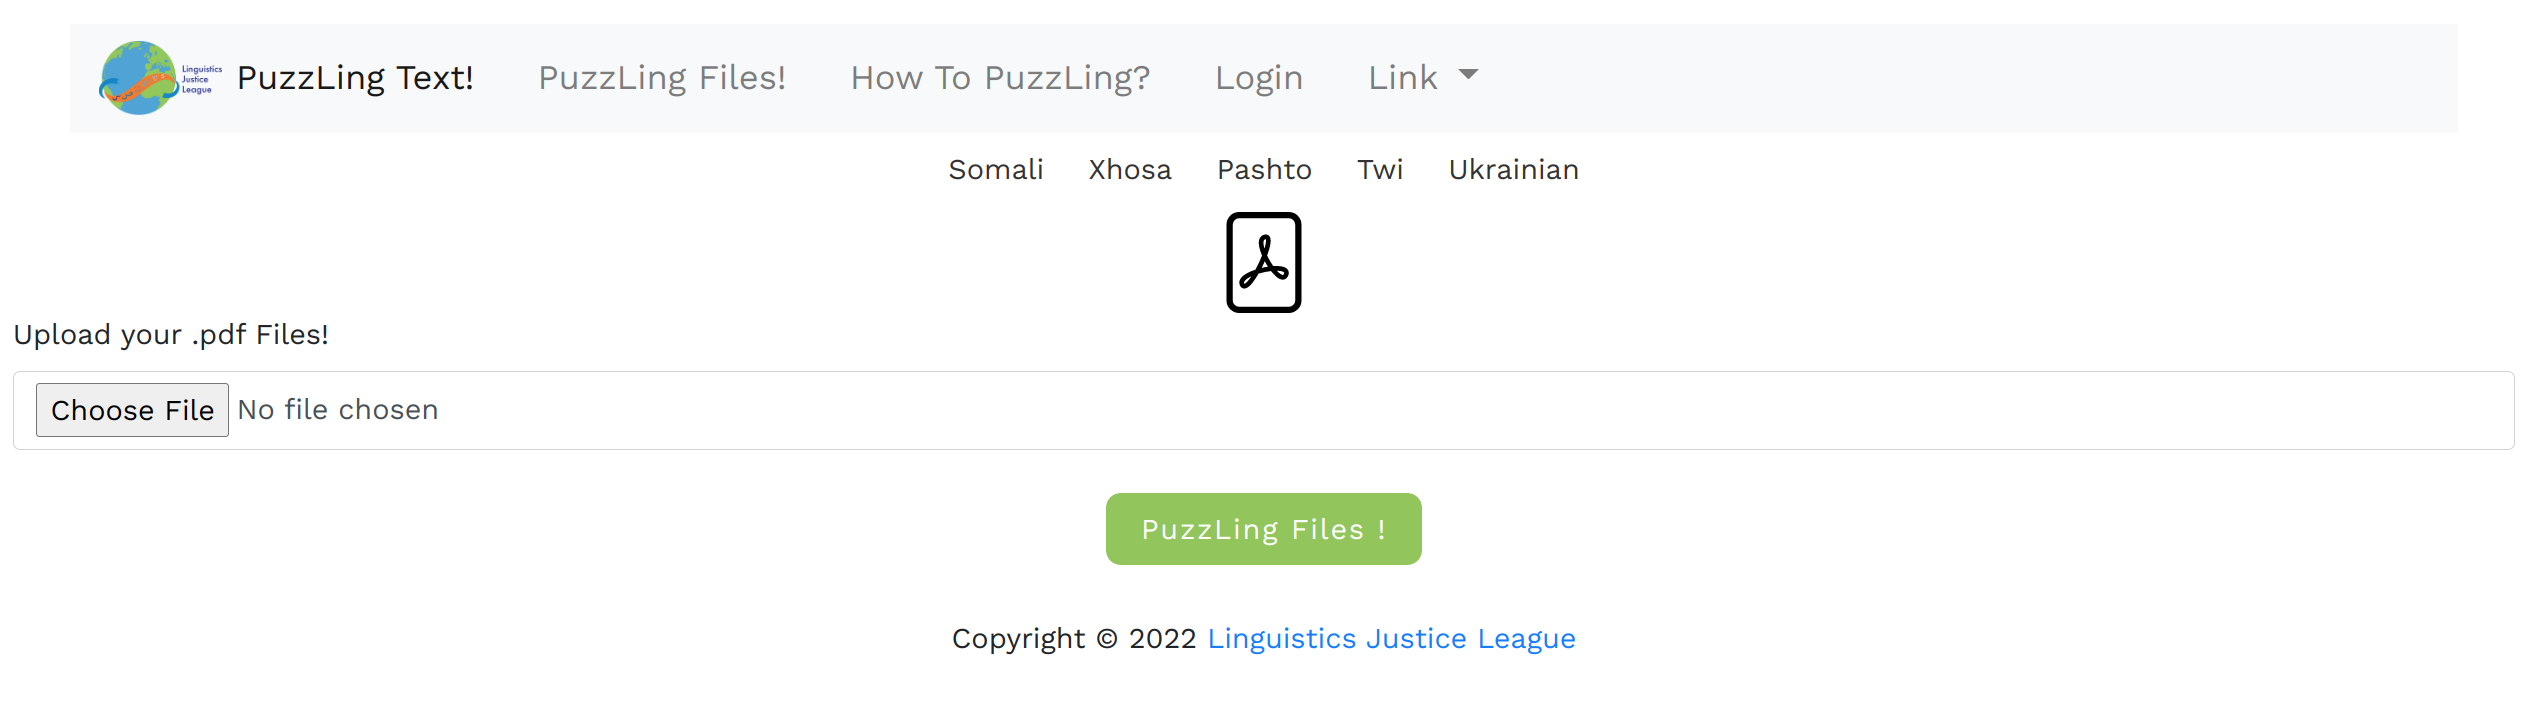 Linguistics
Justice
League
PuzzLing Text! PuzzLing Files! How To PuzzLing? Login Link
Somali Xhosa Pashto Twi Ukrainian
Upload your .pdf Files!
Choose File No file chosen
PuzzLing Files !
Copyright © 2022 Linguistics Justice League